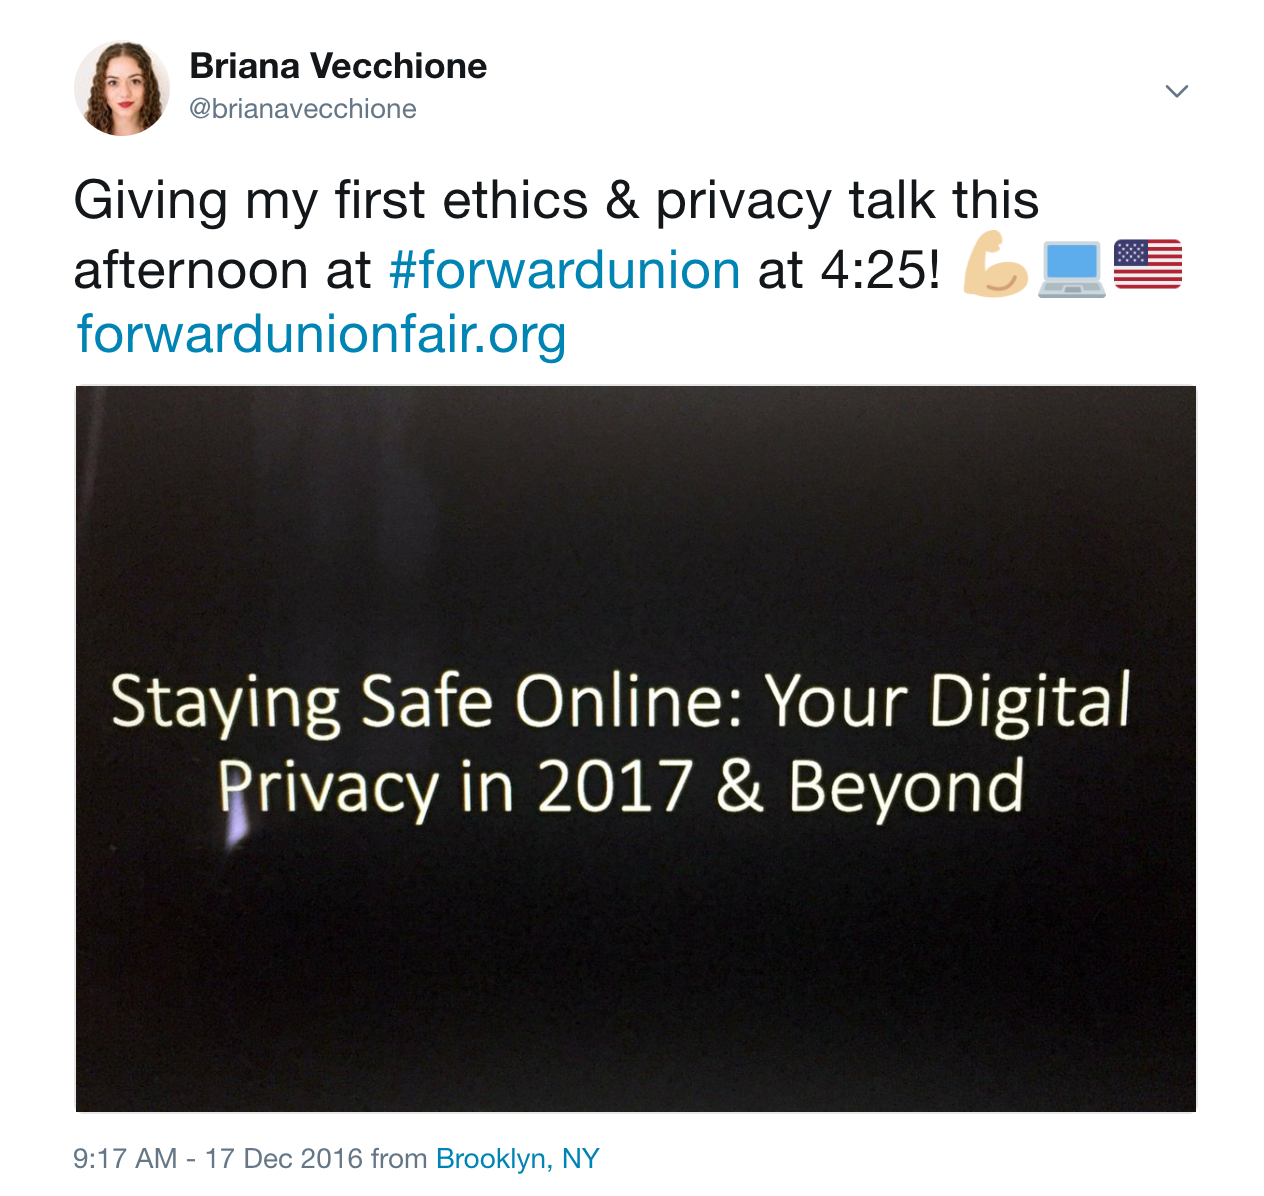 Briana Vecchione
@brianavecchione
Giving my first ethics & privacy talk this
afternoon at #forwardunion at 4:25! 💪🏼💻🇺🇸
forwardunionfair.org
Staying Safe Online: Your Digital
Privacy in 2017 & Beyond
9:17 AM - 17 Dec 2016 from Brooklyn, NY